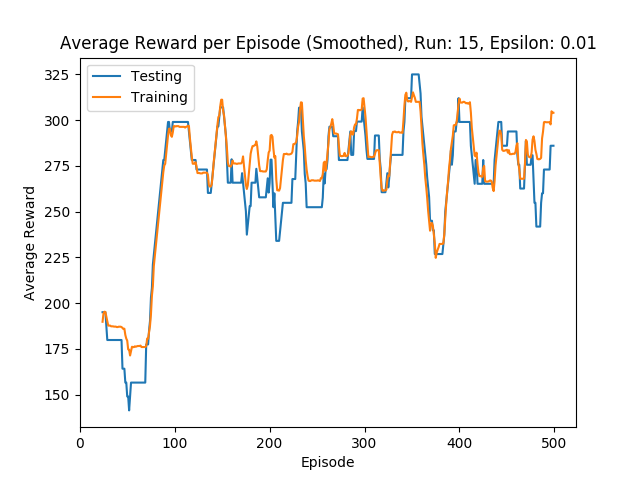 Average Reward per Episode (Smoothed), Run: 15, Epsilon: 0.01
Testing
Training
Average Reward
325
300
275
250
225
200
175
150
0 100 200 300 400 500
Episode